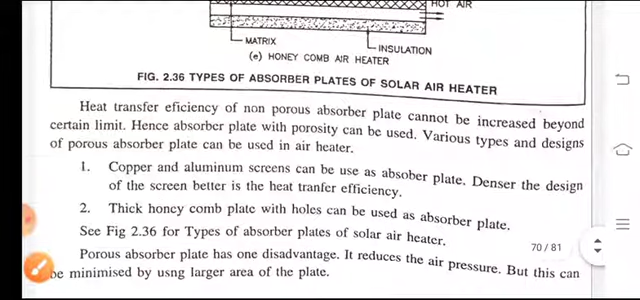 HOT AIR
MATRIX
INSULATION
(e) HONEY COMB AIR HEATER
FIG. 2.36 TYPES OF ABSORBER PLATES OF SOLAR AIR HEATER
Heat transfer eficiency of non porous absorber plate cannot be increased beyond
certain limit. Hence absorber plate with porosity can be used. Various types and designs
of porous absorber plate can be used in air heater.
1. Copper and aluminum screens can be use as absober plate. Denser the design
of the screen better is the heat tranfer efficiency.
2. Thick honey comb plate with holes can be used as absorber plate.
See Fig 2.36 for Types of absorber plates of solar air heater.
70 / 81
Porous absorber plate has one disadvantage. It reduces the air pressure. But this can
be minimised by usng larger area of the plate.